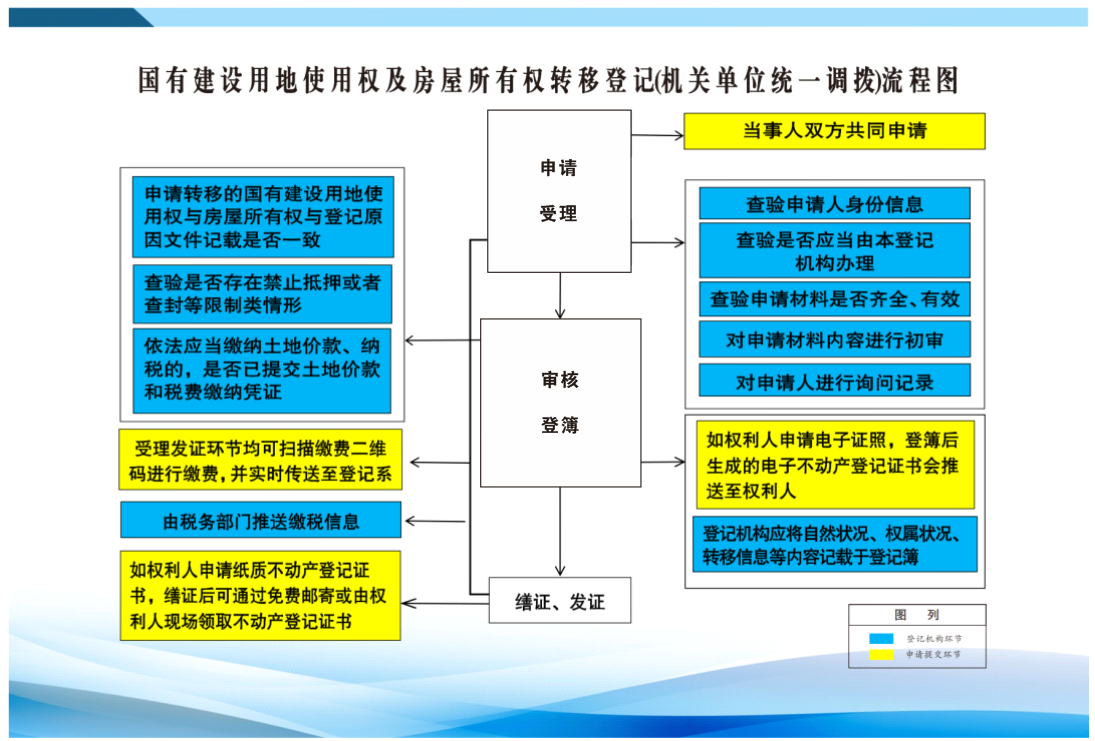 国有建设用地使用权及房屋所有权转移登记(机关单位统一调拨)流程图
申请
受理
当事人双方共同申请
查验申请人身份信息
查验是否应当由本登记
机构办理
查验申请材料是否齐全、有效
对申请材料内容进行初审
对申请人进行询问记录
申请转移的国有建设用地使
用权与房屋所有权与登记原
因文件记载是否一致
查验是否存在禁止抵押或者
查封等限制类情形
依法应当缴纳土地价款、纳
税的，是否已提交土地价款
和税费缴纳凭证
审核
登簿
受理发证环节均可扫描缴费二维
码进行缴费，并实时传送至登记系
由税务部门推送缴税信息
如权利人申请纸质不动产登记证
书，缮证后可通过免费邮寄或由权
利人现场领取不动产登记证书
如权利人申请电子证照，登簿后
生成的电子不动产登记证书会推
送至权利人
登记机构应将自然状况、权属状况、
转移信息等内容记载于登记簿
缮证、发证
图 列
登记机构环节
申请提交环节